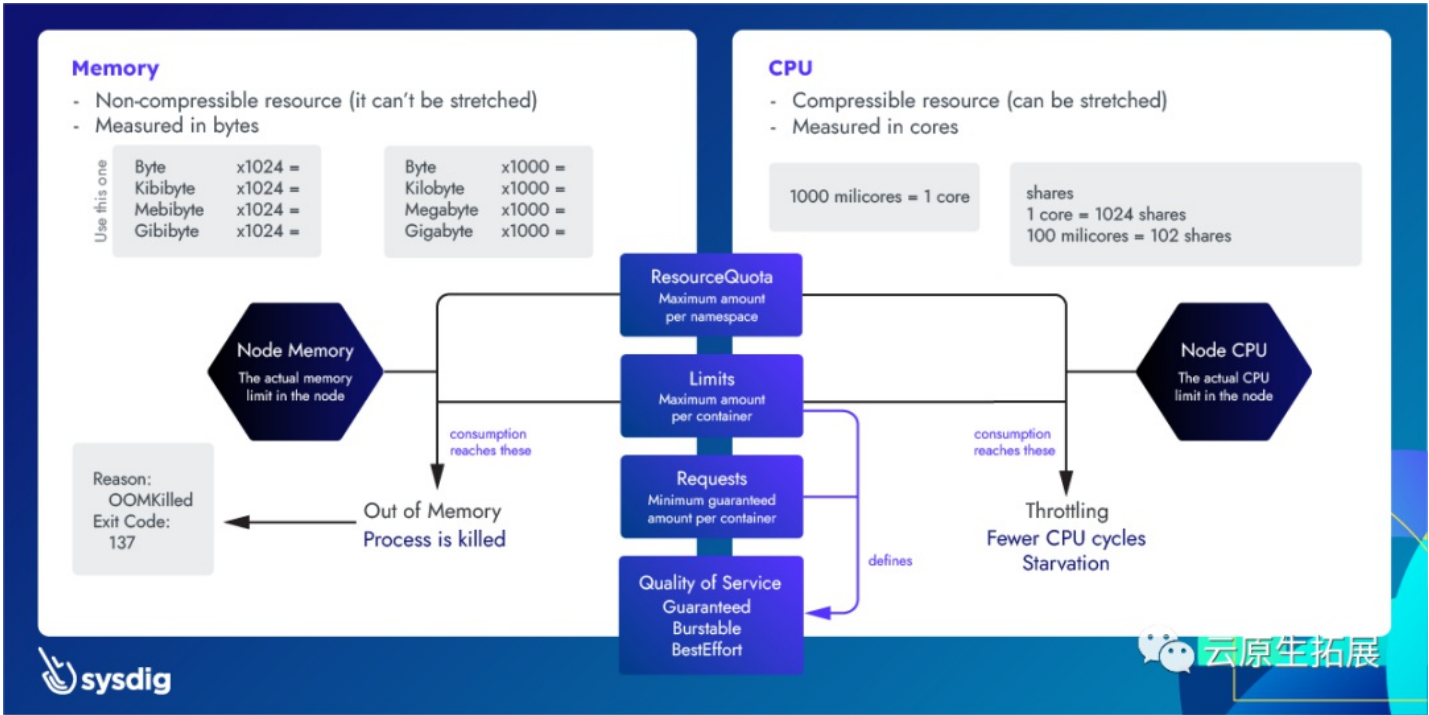 Memory
- Non-compressible resource (it can't be stretched)
- Measured in bytes
Use this one
Byte x1024 =
Kibibyte x1024 =
Mebibyte x1024 =
Gibibyte x1024 =
Byte x1000 =
Kilobyte x1000 =
Megabyte x1000 =
Gigabyte x1000 =
CPU
- Compressible resource (can be stretched)
- Measured in cores
1000 milicores = 1 core
shares
1 core = 1024 shares
100 milicores = 102 shares
ResourceQuota
Maximum amount
per namespace
Limits
Maximum amount
per container
Requests
Minimum guaranteed
amount per container
Quality of Service
Guaranteed
Burstable
BestEffort
defines
Node Memory
The actual memory
limit in the node
consumption
reaches these
Out of Memory
Process is killed
Reason:
OOMKilled
Exit Code:
137
Node CPU
The actual CPU
limit in the node
consumption
reaches these
Throttling
Fewer CPU cycles
Starvation
sysdig
云原生拓展